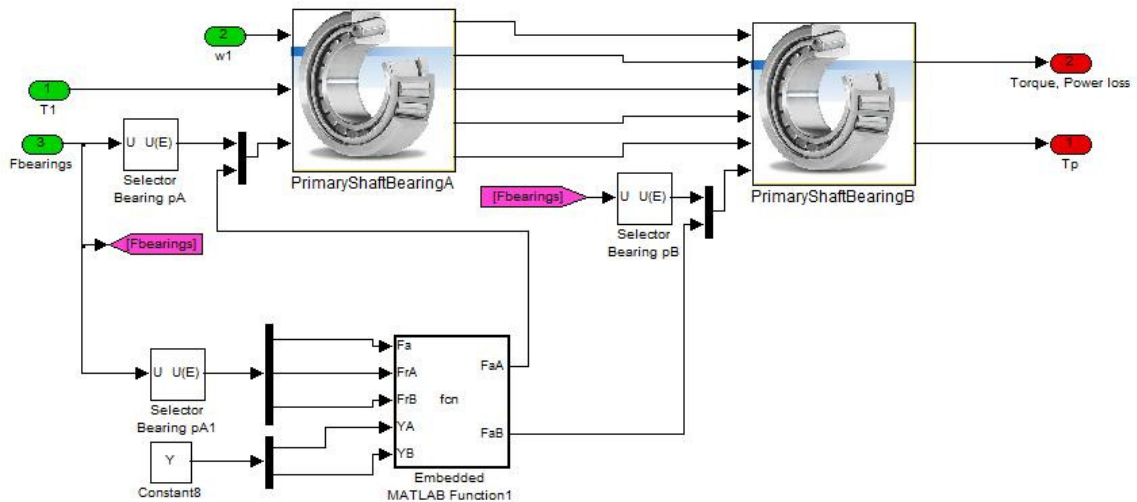 2
w1
1
T1
3
Fbearings
U U(E)
Selector
Bearing pA
PrimaryShaftBearingA
[Fbearings]
U U(E)
Selector
Bearing pB
PrimaryShaftBearingB
2
Torque, Power loss
1
Tp
[Fbearings]
U U(E)
Selector
Bearing pA1
Y
Constant8
Fa
FrA
FrB
YA
YB
fcn
FaA
FaB
Embedded
MATLAB Function1